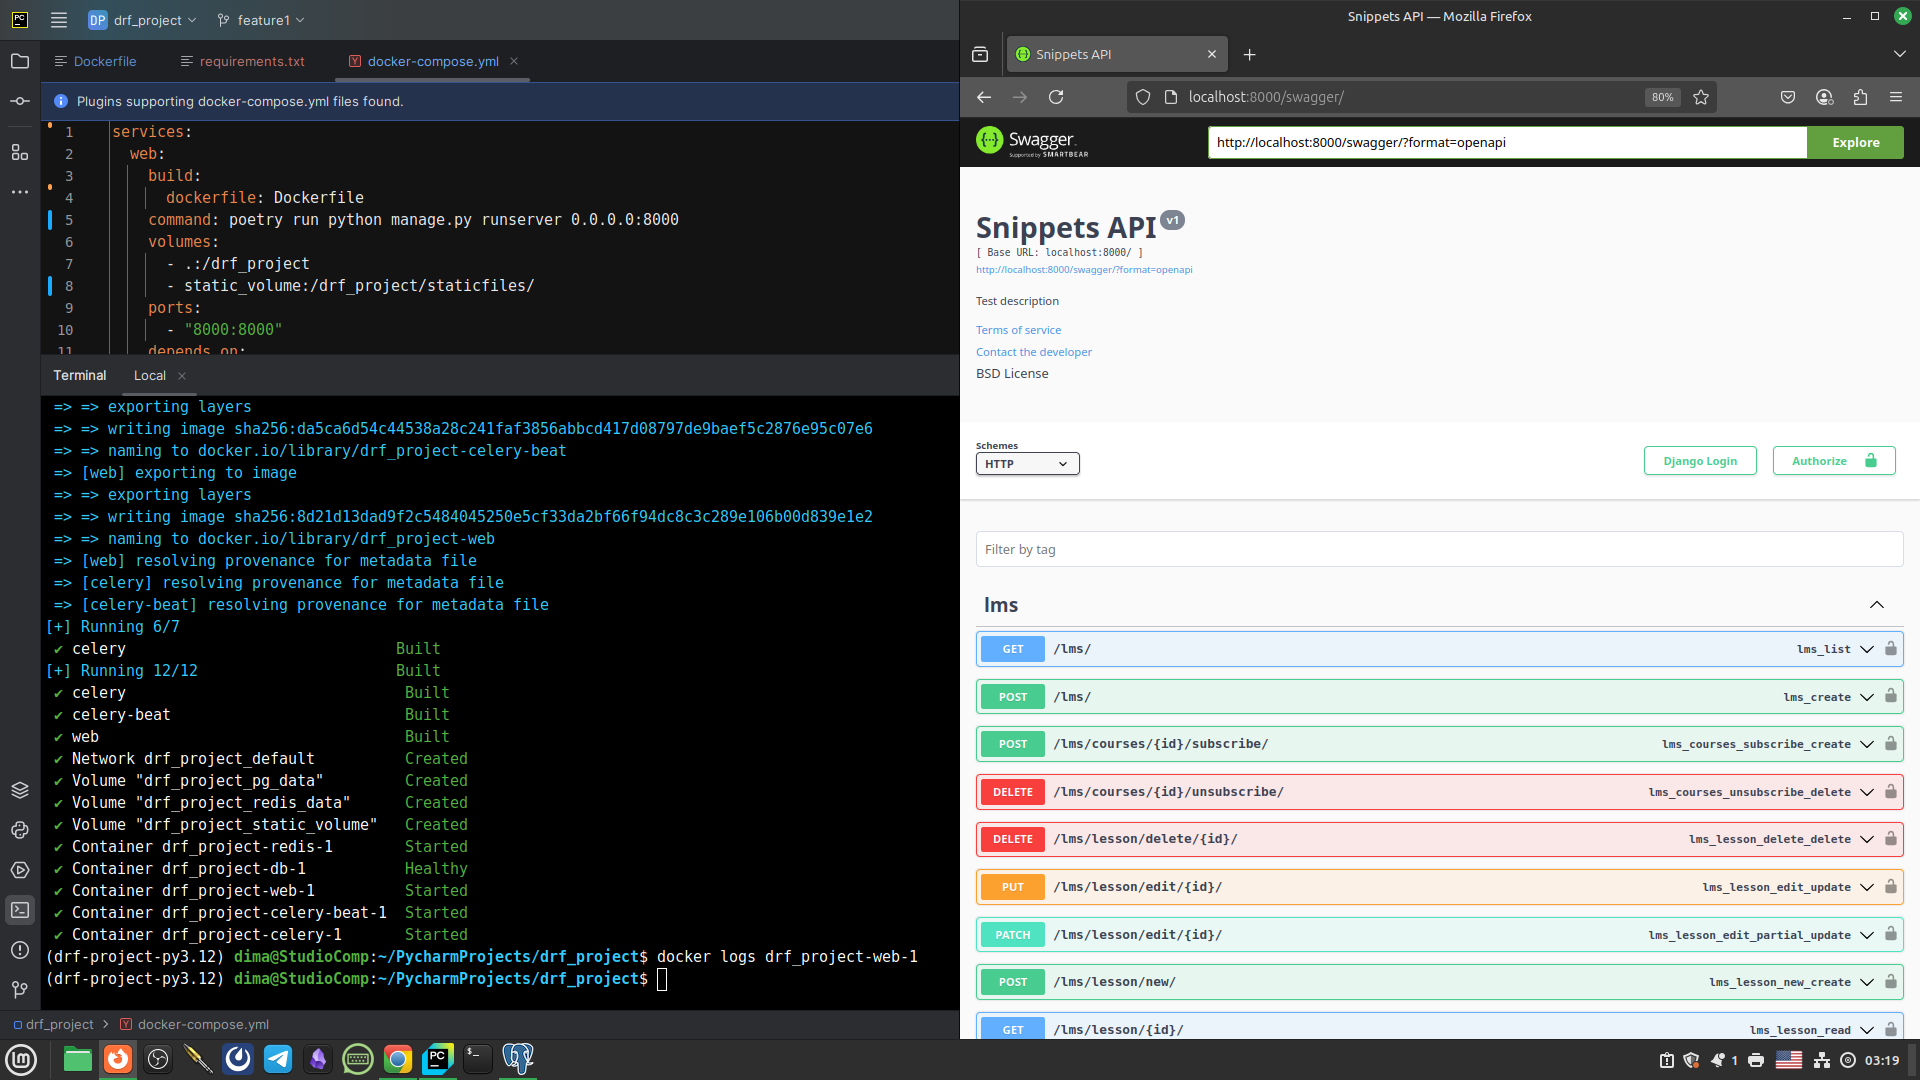 PC
DP drf_project
feature1
Dockerfile
requirements.txt
docker-compose.yml
Plugins supporting docker-compose.yml files found.
1 services:
2 web:
3 build:
4 dockerfile: Dockerfile
5 command: poetry run python manage.py runserver 0.0.0.0:8000
6 volumes:
7 - .:/drf_project
8 - static_volume:/drf_project/staticfiles/
9 ports:
10 - "8000:8000"
11 depends_on:
Terminal Local
=> => exporting layers
=> => writing image sha256:da5ca6d54c44538a28c241faf3856abbcd417d08797de9baef5c2876e95c07e6
=> => naming to docker.io/library/drf_project-celery-beat
=> [web] exporting to image
=> => exporting layers
=> => writing image sha256:8d21d13dad9f2c5484045250e5cf33da2bf66f94dc8c3c289e106b00d839e1e2
=> => naming to docker.io/library/drf_project-web
=> [web] resolving provenance for metadata file
=> [celery] resolving provenance for metadata file
=> [celery-beat] resolving provenance for metadata file
[+] Running 6/7
✔ celery Built
[+] Running 12/12 Built
✔ celery Built
✔ celery-beat Built
✔ web Built
✔ Network drf_project_default Created
✔ Volume "drf_project_pg_data" Created
✔ Volume "drf_project_redis_data" Created
✔ Volume "drf_project_static_volume" Created
✔ Container drf_project-redis-1 Started
✔ Container drf_project-db-1 Healthy
✔ Container drf_project-web-1 Started
✔ Container drf_project-celery-beat-1 Started
✔ Container drf_project-celery-1 Started
(drf-project-py3.12) dima@StudioComp:~/PycharmProjects/drf_project$ docker logs drf_project-web-1
(drf-project-py3.12) dima@StudioComp:~/PycharmProjects/drf_project$
drf_project > docker-compose.yml
Snippets API — Mozilla Firefox
Snippets API
localhost:8000/swagger/
80%
Swagger
Supported by SMARTBEAR
http://localhost:8000/swagger/?format=openapi
Explore
Snippets API v1
[ Base URL: localhost:8000/ ]
http://localhost:8000/swagger/?format=openapi
Test description
Terms of service
Contact the developer
BSD License
Schemes
HTTP
Django Login
Authorize
Filter by tag
lms
GET /lms/ lms_list
POST /lms/ lms_create
POST /lms/courses/{id}/subscribe/ lms_courses_subscribe_create
DELETE /lms/courses/{id}/unsubscribe/ lms_courses_unsubscribe_delete
DELETE /lms/lesson/delete/{id}/ lms_lesson_delete_delete
PUT /lms/lesson/edit/{id}/ lms_lesson_edit_update
PATCH /lms/lesson/edit/{id}/ lms_lesson_edit_partial_update
POST /lms/lesson/new/ lms_lesson_new_create
GET /lms/lesson/{id}/ lms_lesson_read
PC
1
03:19